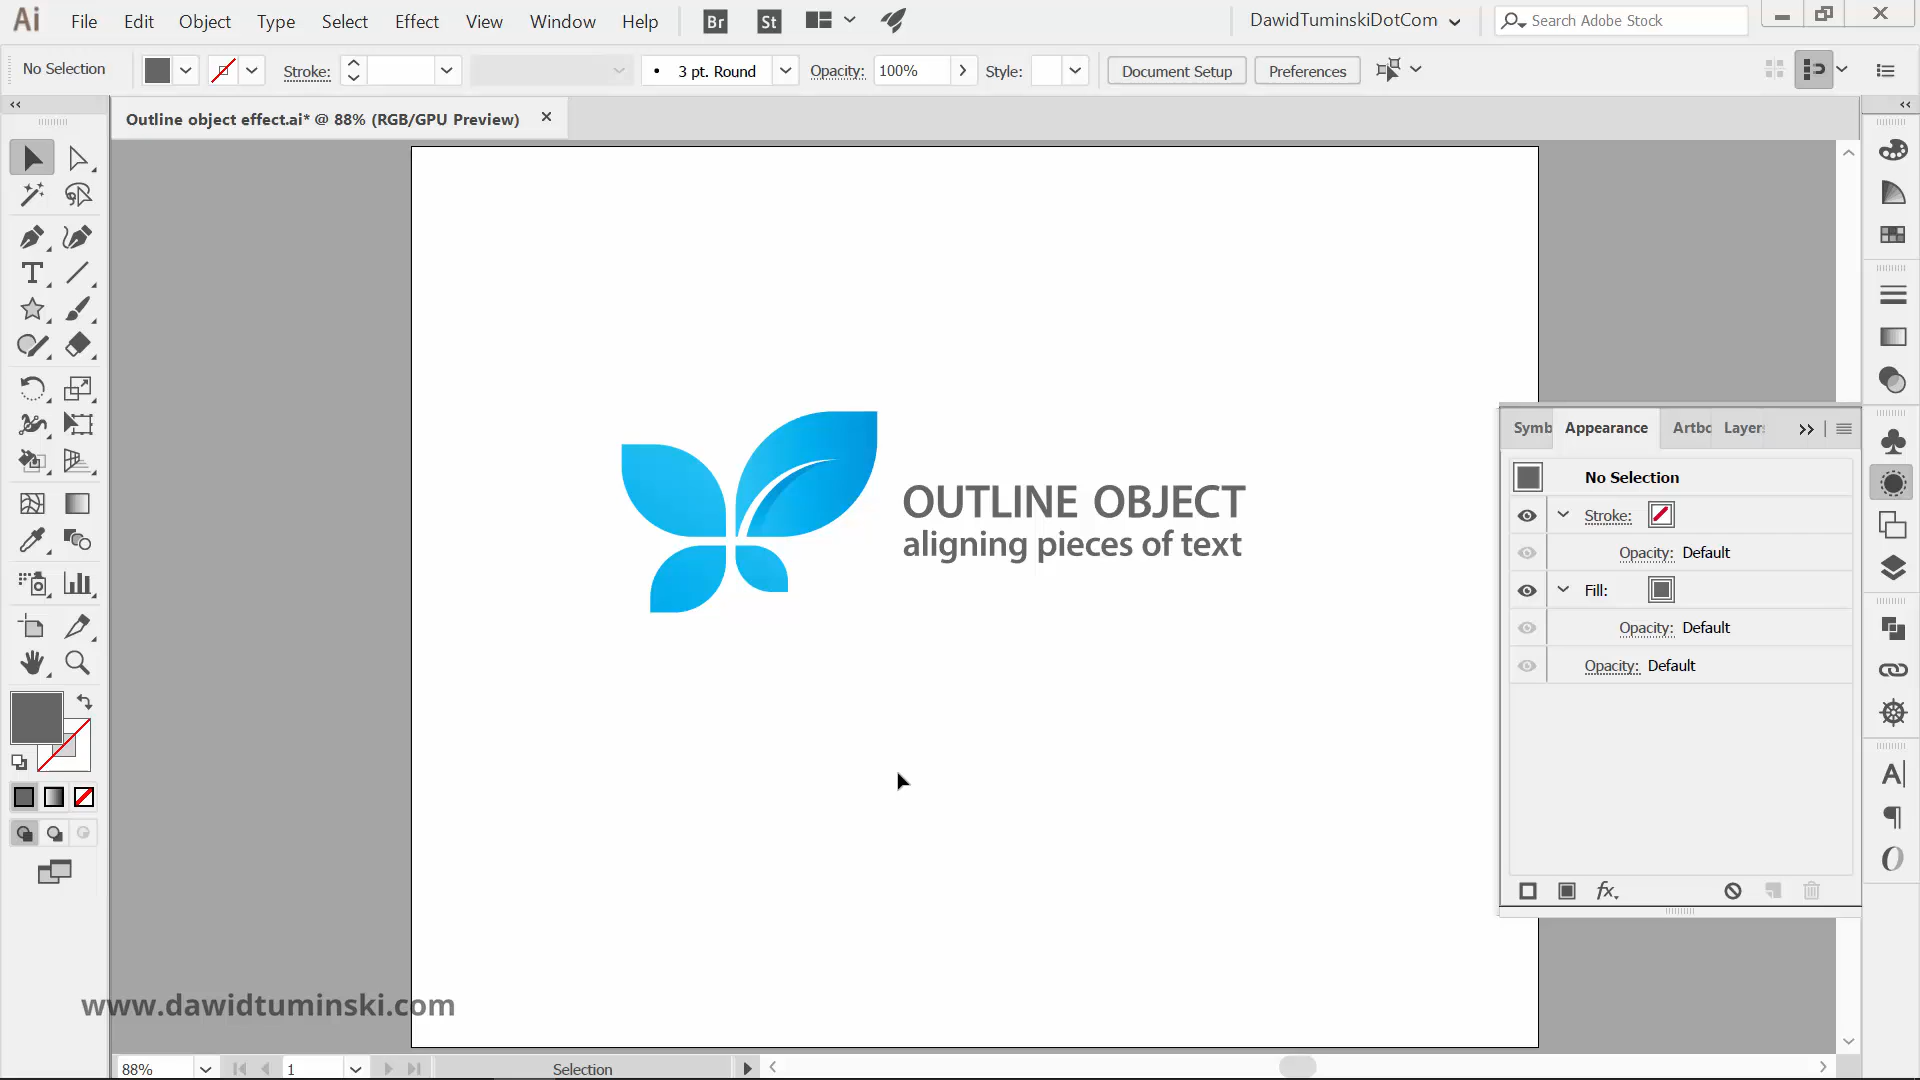 Ai File Edit Object Type Select Effect View Window Help Br St DawidTuminskiDotCom Search Adobe Stock
No Selection Stroke: 3 pt. Round Opacity: 100% Style: Document Setup Preferences
Outline object effect.ai* @ 88% (RGB/GPU Preview)
OUTLINE OBJECT
aligning pieces of text
Symb Appearance Artbo Layers
No Selection
Stroke:
Opacity: Default
Fill:
Opacity: Default
Opacity: Default
fx
www.dawidtuminski.com
88% 1 Selection